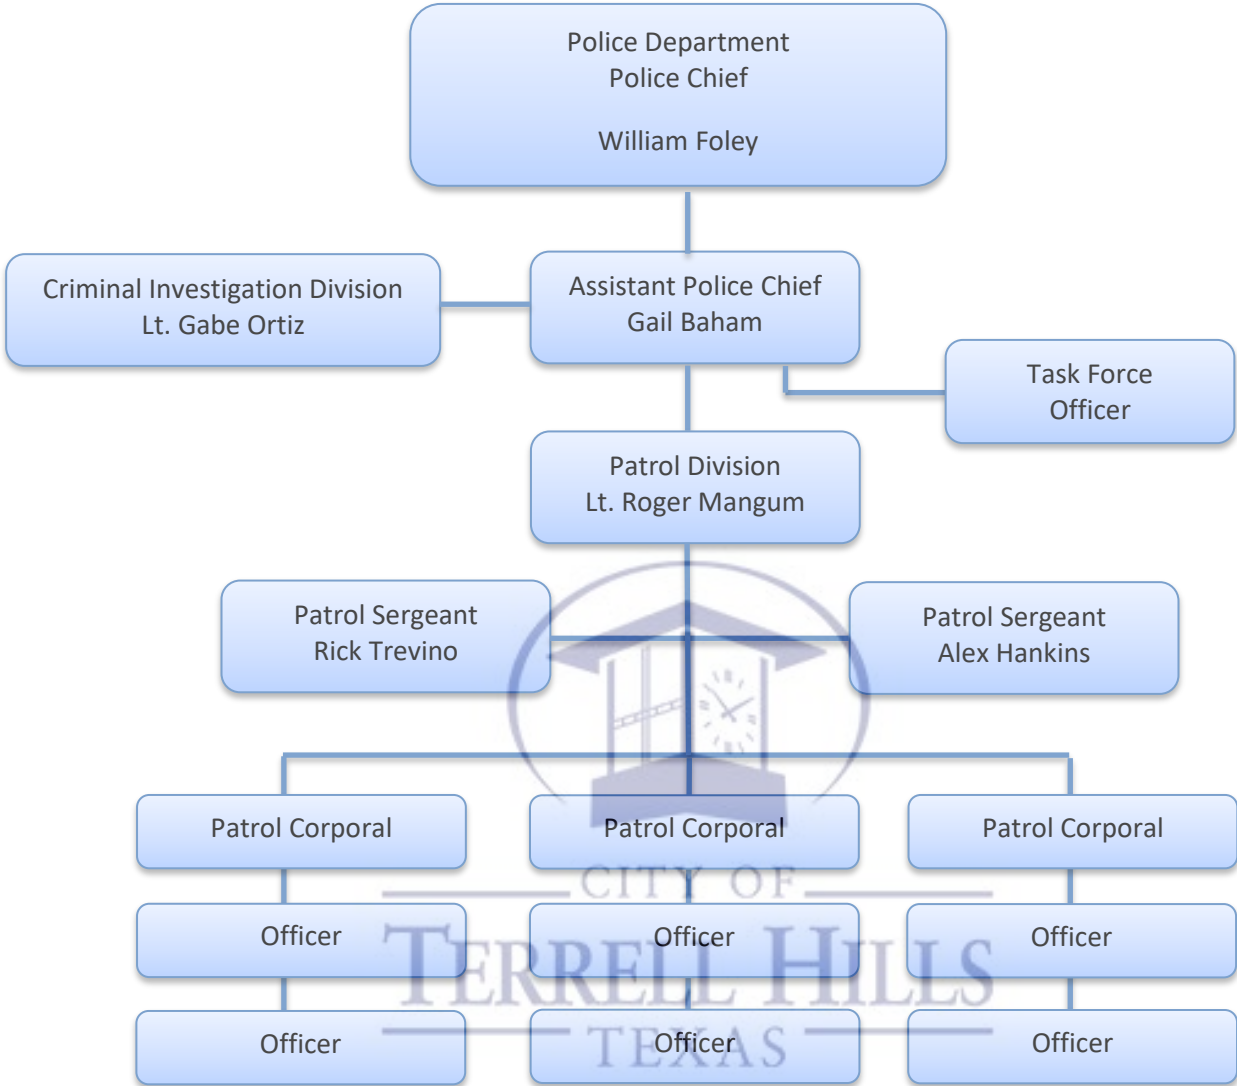 Police Department
Police Chief
William Foley
Criminal Investigation Division
Lt. Gabe Ortiz
Assistant Police Chief
Gail Baham
Task Force
Officer
Patrol Division
Lt. Roger Mangum
Patrol Sergeant
Rick Trevino
Patrol Sergeant
Alex Hankins
Patrol Corporal
Patrol Corporal
Patrol Corporal
CITY OF
Officer
Officer
Officer
TERRELL HILLS
Officer
Officer
Officer
TEXAS